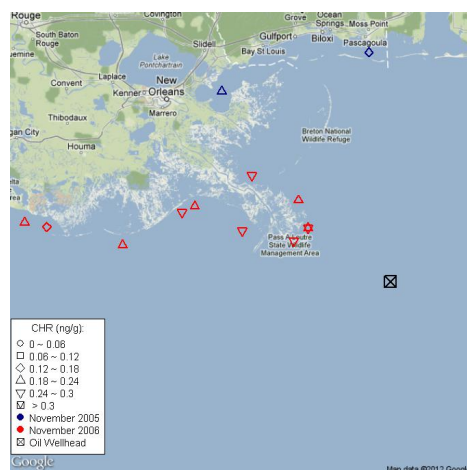 Rouge
Covington
Grove
Ocean
Springs
Moss Point
South Baton
Rouge
Slidell
Gulfport
Biloxi
Bay St Louis
Pascagoula
Lake
Pontchartrain
Convent
Laplace
Kenner
New
Orleans
Marrero
Thibodaux
gan City
Houma
Breton National
Wildlife Refuge
Pass A Loutre
State Wildlife
Management Area
CHR (ng/g):
0 ~ 0.06
0.06 ~ 0.12
0.12 ~ 0.18
0.18 ~ 0.24
0.24 ~ 0.3
> 0.3
November 2005
November 2006
Oil Wellhead
Google
Map data ©2012 Google